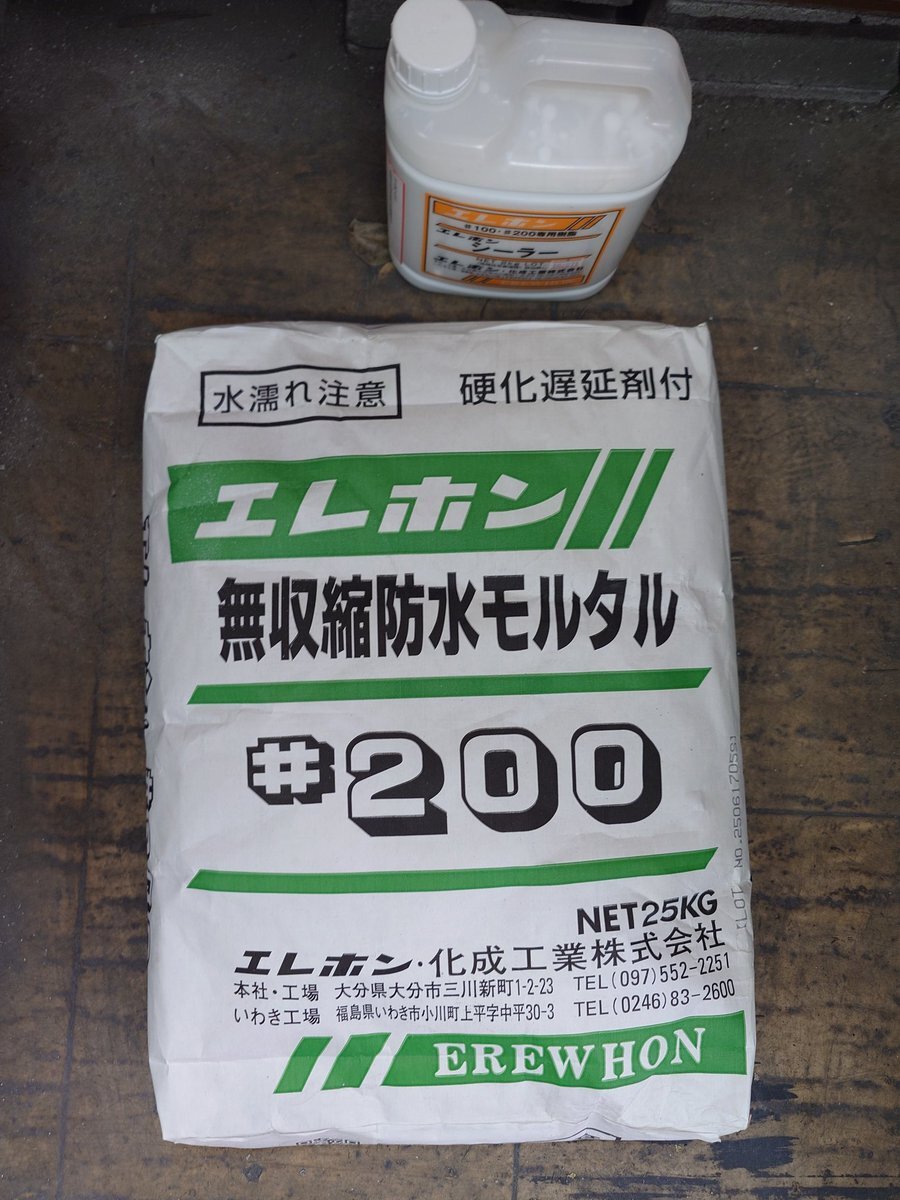 エレホン
#100・#200専用樹脂
エレホン
シーラー
エレホン・化成工業株式会社
水濡れ注意
硬化遅延剤付
エレホン
無収縮防水モルタル
#200
NET25KG
エレホン・化成工業株式会社
本社・工場 大分県大分市三川新町1-2-23 TEL(097)552-2251
いわき工場 福島県いわき市小川町上平字中平30-3 TEL(0246)83-2600
EREWHON
LOT NO.25061705S